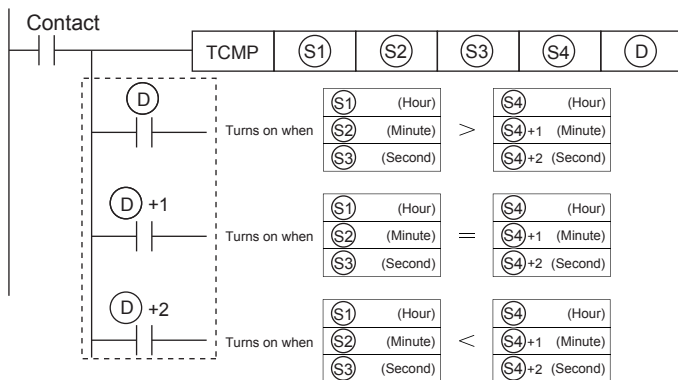 Contact
TCMP S1 S2 S3 S4 D
D
Turns on when
S1 (Hour)
S2 (Minute)
S3 (Second)
>
S4 (Hour)
S4+1 (Minute)
S4+2 (Second)
D +1
Turns on when
S1 (Hour)
S2 (Minute)
S3 (Second)
=
S4 (Hour)
S4+1 (Minute)
S4+2 (Second)
D +2
Turns on when
S1 (Hour)
S2 (Minute)
S3 (Second)
<
S4 (Hour)
S4+1 (Minute)
S4+2 (Second)